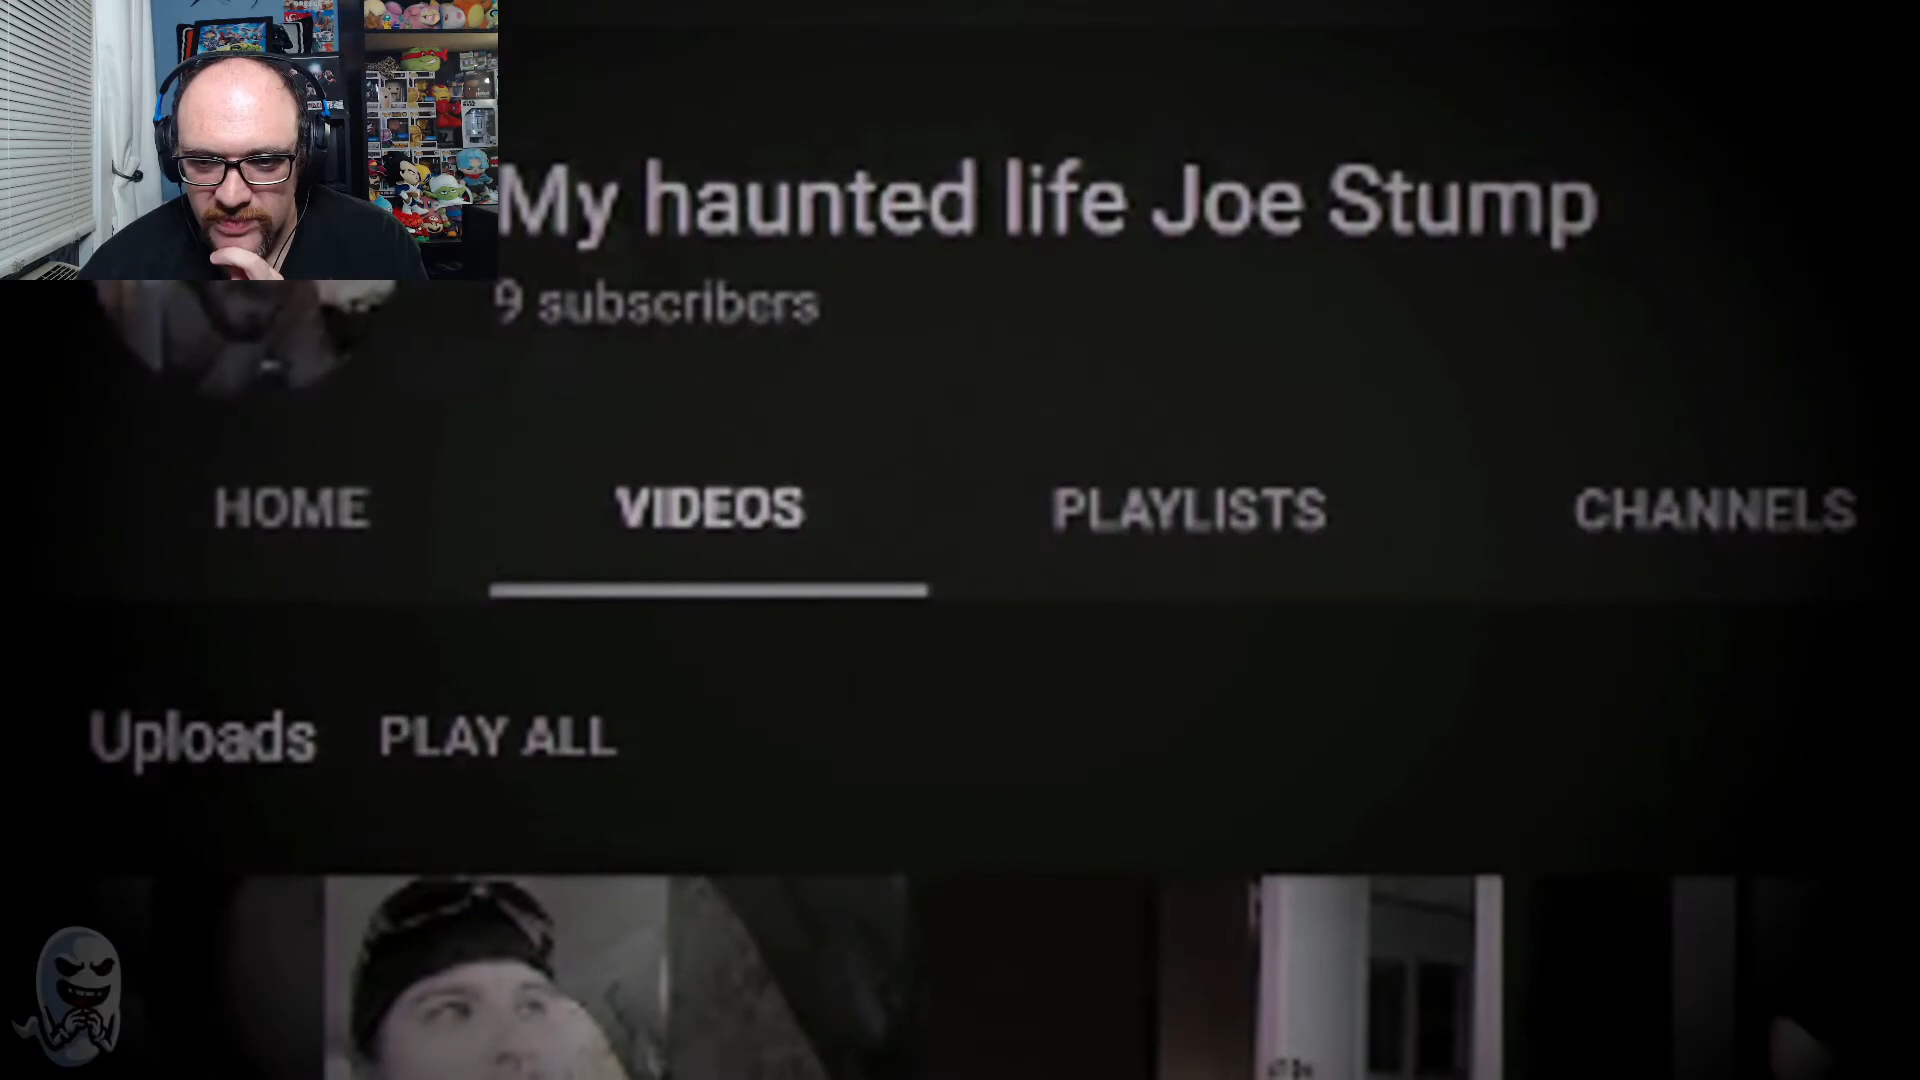 My haunted life Joe Stump
9 subscribers
HOME VIDEOS PLAYLISTS CHANNELS
Uploads PLAY ALL